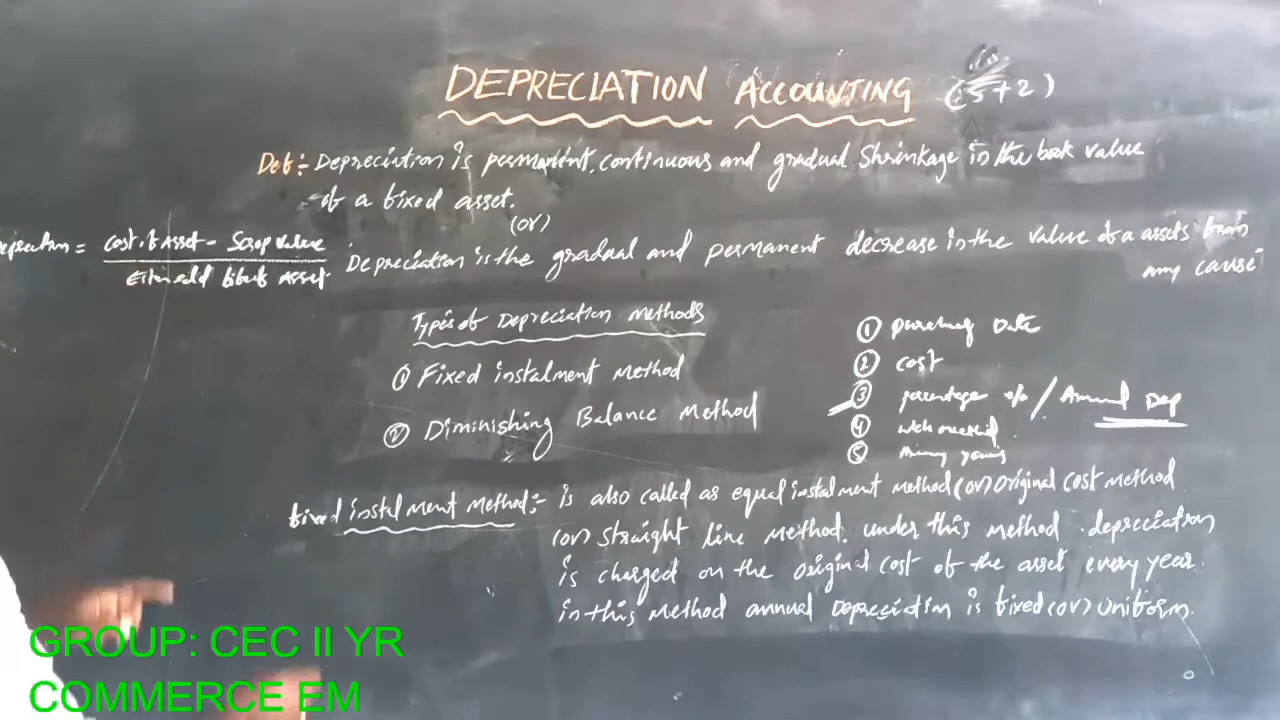 DEPRECIATION ACCOUNTING (5+2)
Def:- Depreciation is permanent, continuous and gradual Shrinkage in the book value
of a fixed asset.
(or)
Depreciation is the gradual and permanent decrease in the value of a assets from
any cause
= Cost of Asset - Scrap value
Asset
Types of Depreciation Methods
① Fixed instalment Method
② Diminishing Balance Method
① Date
② Cost
③ percentage / Annual Dep
④
⑤
fixed instalment Method:- is also called as equal instalment Method (or) Original Cost Method
(or) Straight line Method. under this method depreciation
is charged on the original cost of the asset every year.
in this Method annual Depreciation is fixed (or) Uniform.
GROUP: CEC II YR
COMMERCE EM